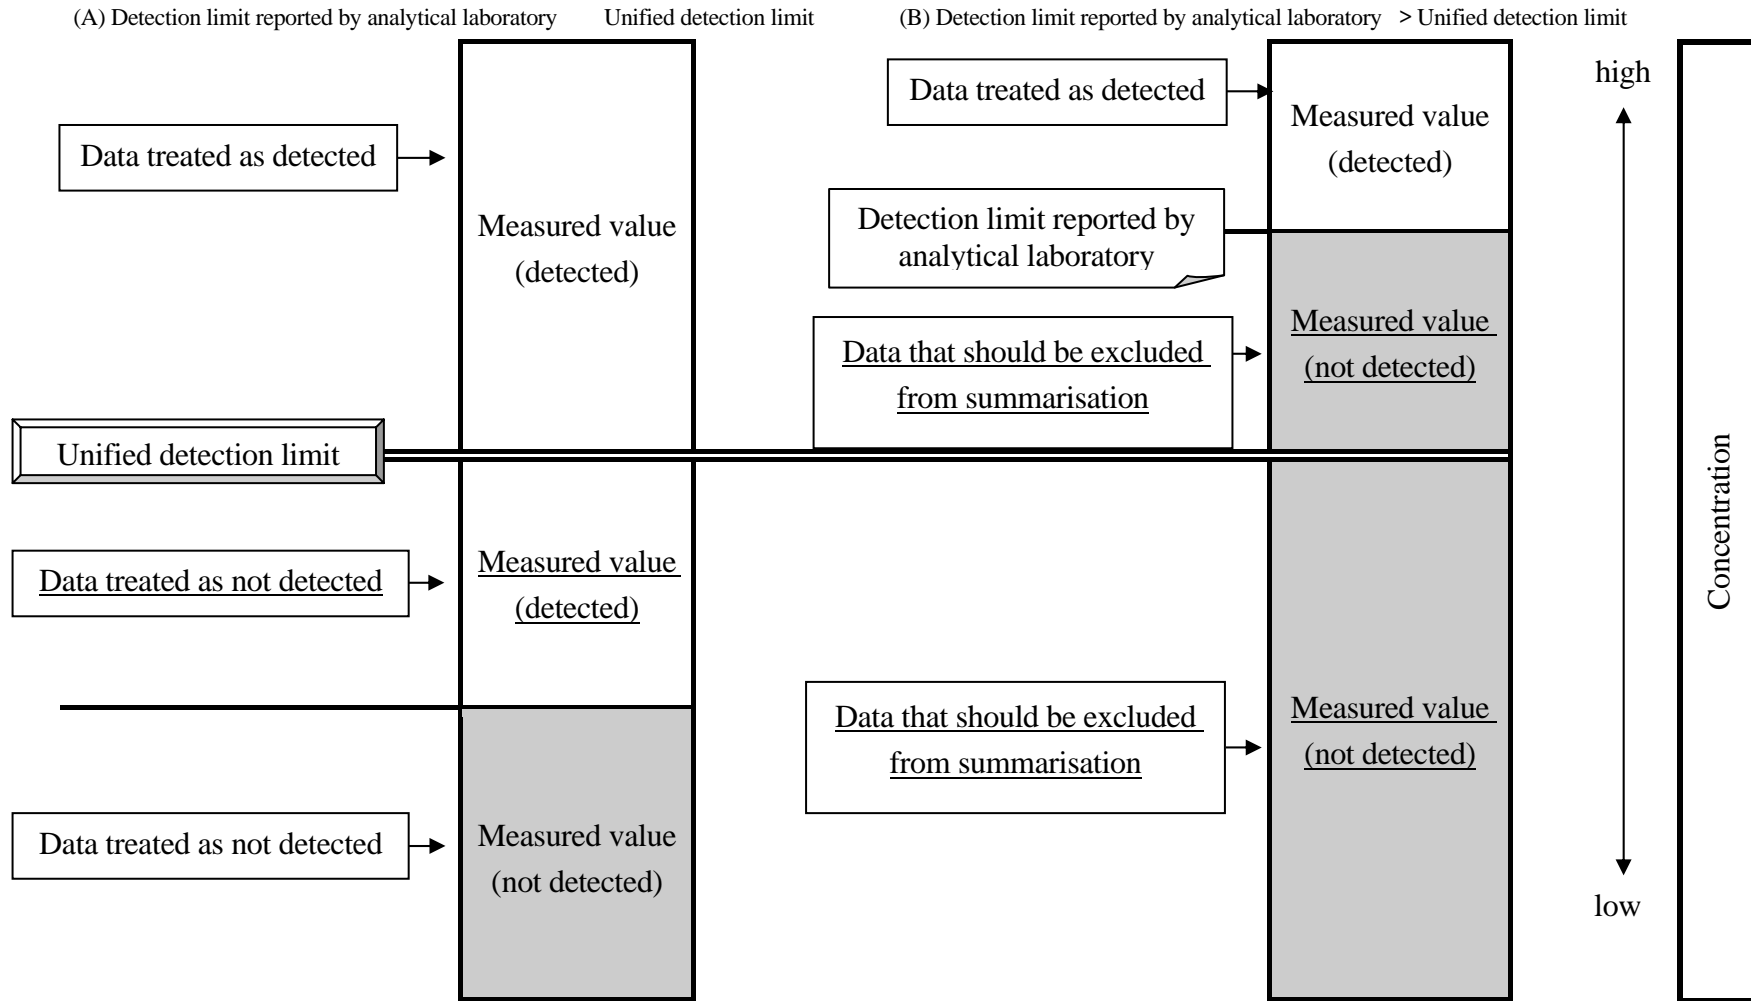 (A) Detection limit reported by analytical laboratory Unified detection limit
(B) Detection limit reported by analytical laboratory > Unified detection limit
Data treated as detected
Measured value
(detected)
Unified detection limit
Data treated as not detected
Measured value
(detected)
Data treated as not detected
Measured value
(not detected)
Data treated as detected
Measured value
(detected)
Detection limit reported by
analytical laboratory
Data that should be excluded
from summarisation
Measured value
(not detected)
Data that should be excluded
from summarisation
Measured value
(not detected)
high
low
Concentration